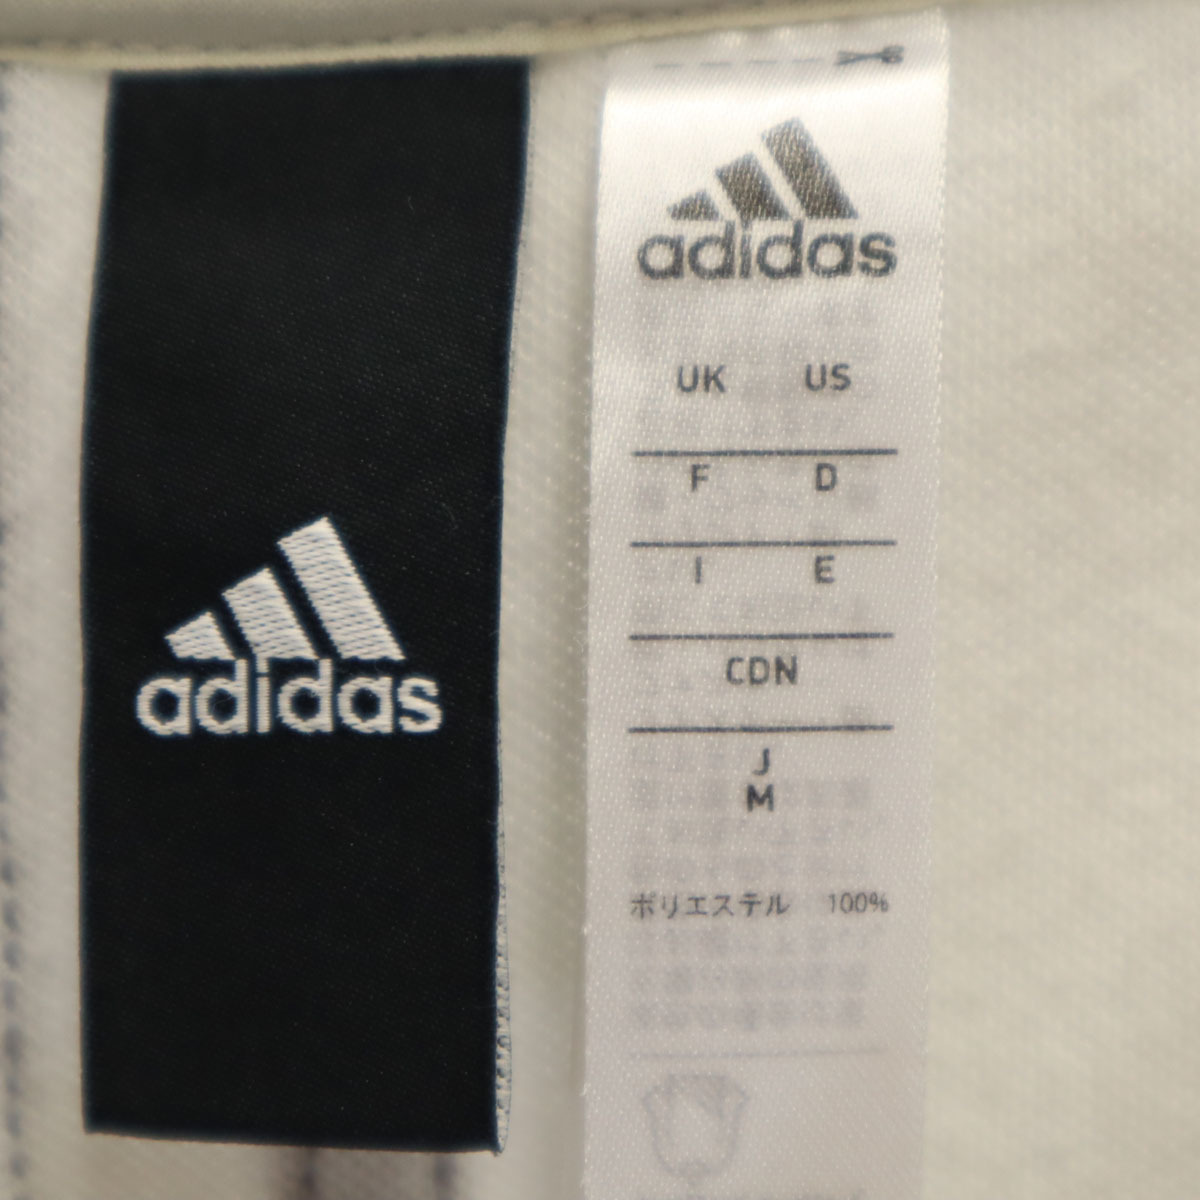 adidas
adidas
UK US
F D
I E
CDN
J
M
ポリエステル 100%